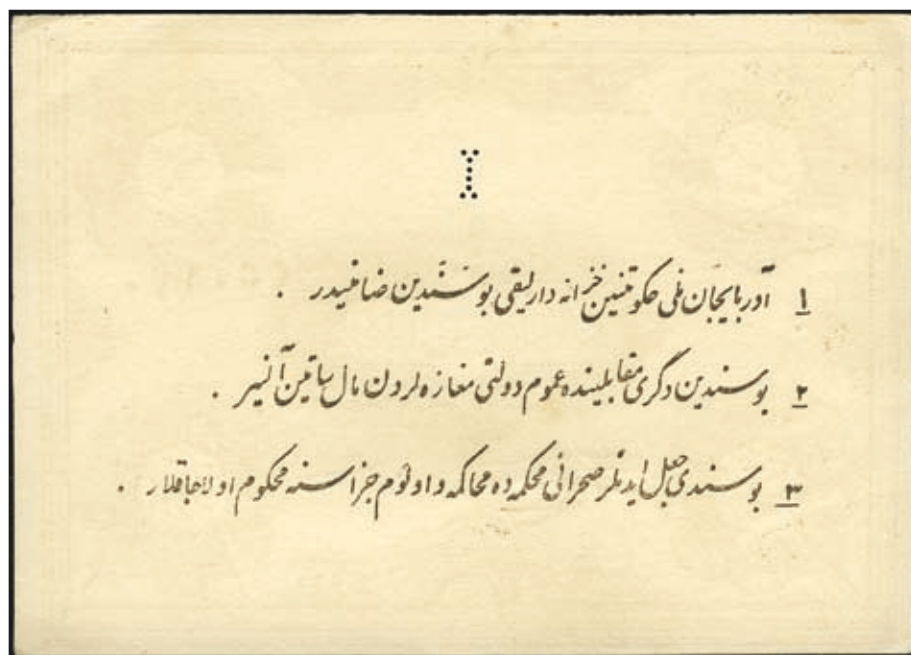 ١ آذربایجان ملی حکومتینین خزانه دارلیقی بو سندین ضامنیدر .
٢ بو سندین دگری مقابلینده عموم دولتی مغازه لردن مال ساتین آلنیر .
٣ بو سندی جعل ایدنلر صحرائی محکمه ده محاکمه و اولوم جزاسنه محکوم اولاجاقلار .